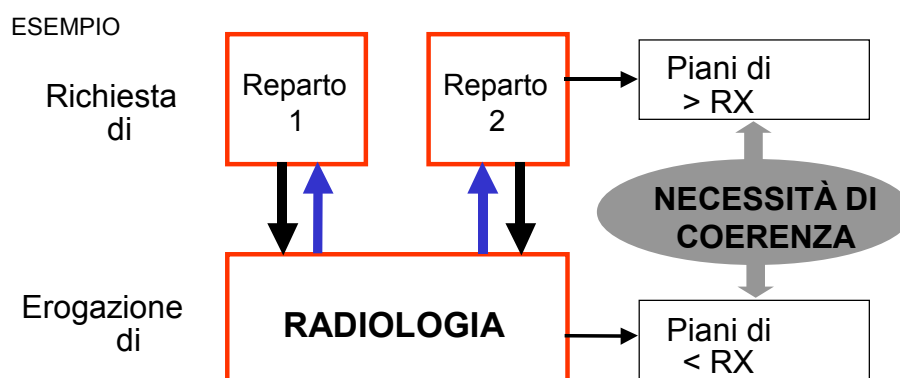 ESEMPIO
Richiesta
di
Reparto
1
Reparto
2
Piani di
> RX
NECESSITÀ DI
COERENZA
Erogazione
di
RADIOLOGIA
Piani di
< RX